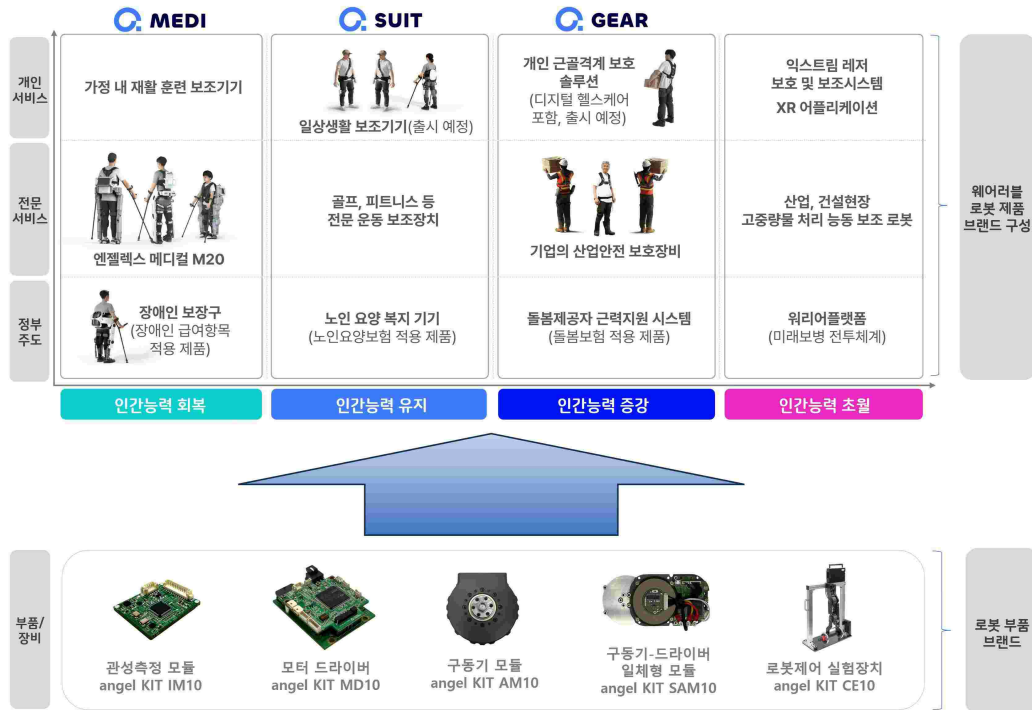 MEDI
SUIT
GEAR
개인
서비스
가정 내 재활 훈련 보조기기
일상생활 보조기기(출시 예정)
개인 근골격계 보호
솔루션
(디지털 헬스케어
포함, 출시 예정)
익스트림 레저
보호 및 보조시스템
XR 어플리케이션
전문
서비스
엔젤렉스 메디컬 M20
골프, 피트니스 등
전문 운동 보조장치
기업의 산업안전 보호장비
산업, 건설현장
고중량물 처리 능동 보조 로봇
웨어러블
로봇 제품
브랜드 구성
정부
주도
장애인 보장구
(장애인 급여항목
적용 제품)
노인 요양 복지 기기
(노인요양보험 적용 제품)
돌봄제공자 근력지원 시스템
(돌봄보험 적용 제품)
워리어플랫폼
(미래보병 전투체계)
인간능력 회복
인간능력 유지
인간능력 증강
인간능력 초월
부품/
장비
관성측정 모듈
angel KIT IM10
모터 드라이버
angel KIT MD10
구동기 모듈
angel KIT AM10
구동기-드라이버
일체형 모듈
angel KIT SAM10
로봇제어 실험장치
angel KIT CE10
로봇 부품
브랜드